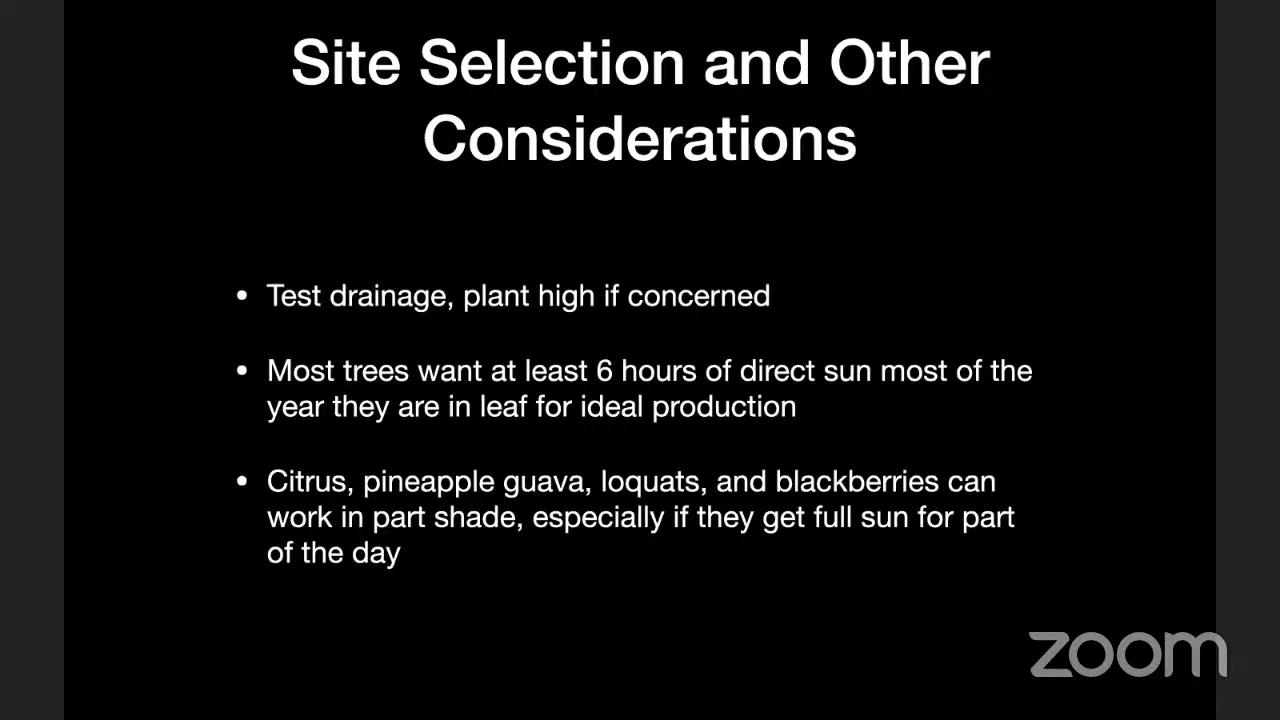 Site Selection and Other
Considerations
• Test drainage, plant high if concerned
• Most trees want at least 6 hours of direct sun most of the
year they are in leaf for ideal production
• Citrus, pineapple guava, loquats, and blackberries can
work in part shade, especially if they get full sun for part
of the day
zoom